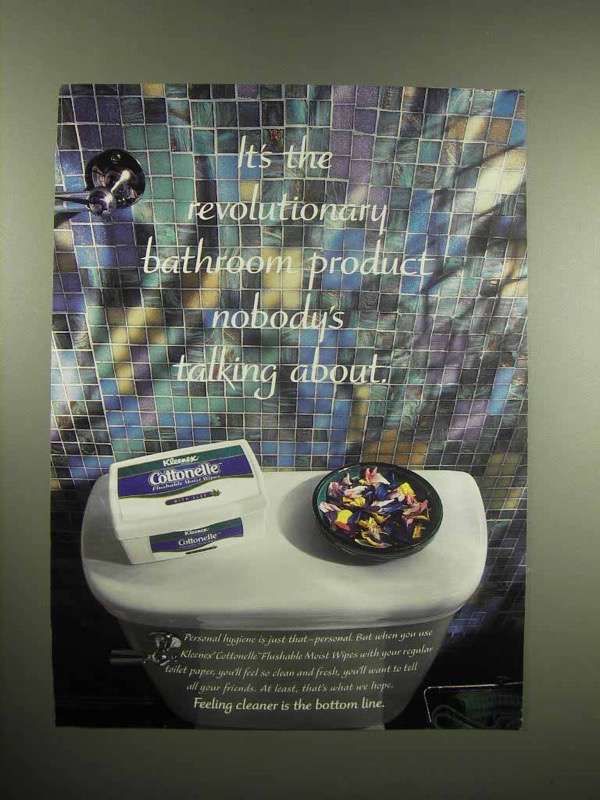 It's the
revolutionary
bathroom product
nobody's
talking about.
Kleenex
Cottonelle
Flushable Moist Wipes
WITH ALOE
Kleenex
Cottonelle
Personal hygiene is just that–personal. But when you use
Kleenex® Cottonelle™ Flushable Moist Wipes with your regular
toilet paper, you'll feel so clean and fresh, you'll want to tell
all your friends. At least, that's what we hope.
Feeling cleaner is the bottom line.